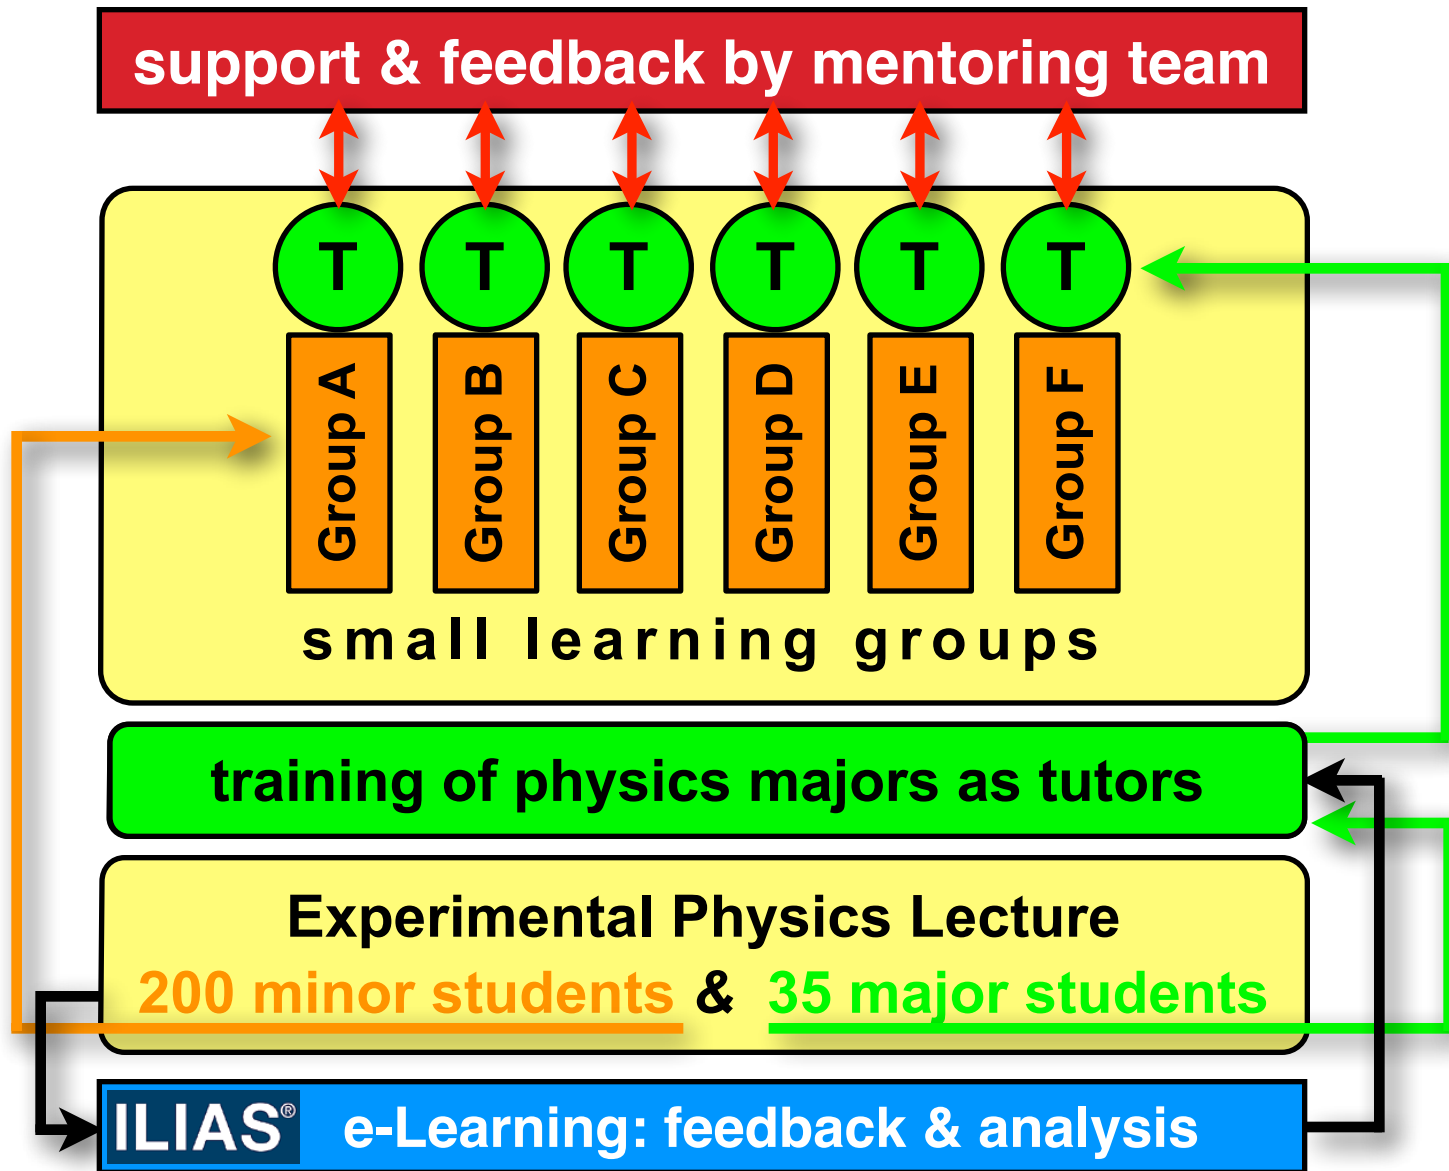 support & feedback by mentoring team
T T T T T T
Group A
Group B
Group C
Group D
Group E
Group F
small learning groups
training of physics majors as tutors
Experimental Physics Lecture
200 minor students & 35 major students
ILIAS® e-Learning: feedback & analysis